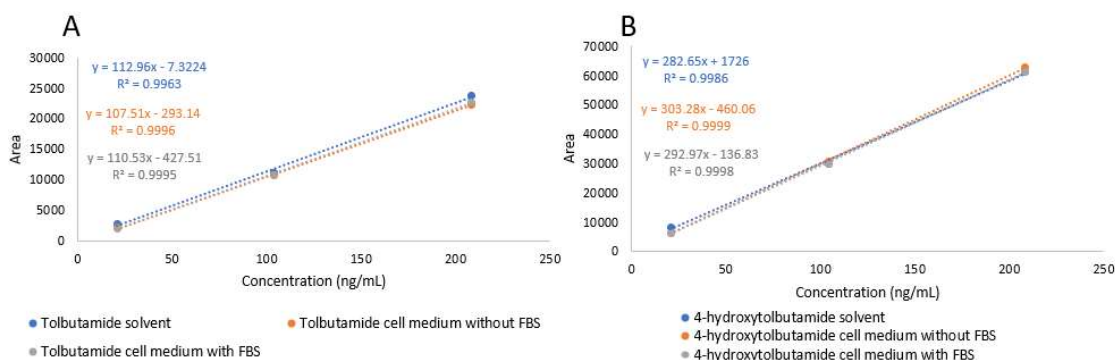 A
30000
25000
20000
15000
10000
5000
0
Area
y = 112.96x - 7.3224
R² = 0.9963
y = 107.51x - 293.14
R² = 0.9996
y = 110.53x - 427.51
R² = 0.9995
0 50 100 150 200 250
Concentration (ng/mL)
Tolbutamide solvent
Tolbutamide cell medium without FBS
Tolbutamide cell medium with FBS
B
70000
60000
50000
40000
30000
20000
10000
0
Area
y = 282.65x + 1726
R² = 0.9986
y = 303.28x - 460.06
R² = 0.9999
y = 292.97x - 136.83
R² = 0.9998
0 50 100 150 200 250
Concentration (ng/mL)
4-hydroxytolbutamide solvent
4-hydroxytolbutamide cell medium without FBS
4-hydroxytolbutamide cell medium with FBS